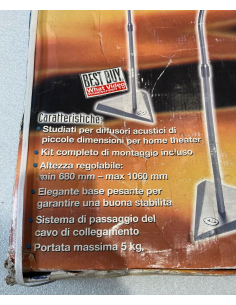 BEST BUY
What Video
Caratteristiche:
• Studiati per diffusori acustici di
piccole dimensioni per home theater
• Kit completo di montaggio incluso
• Altezza regolabile:
min 680 mm – max 1060 mm
• Elegante base pesante per
garantire una buona stabilità
• Sistema di passaggio del
cavo di collegamento
• Portata massima 5 kg.